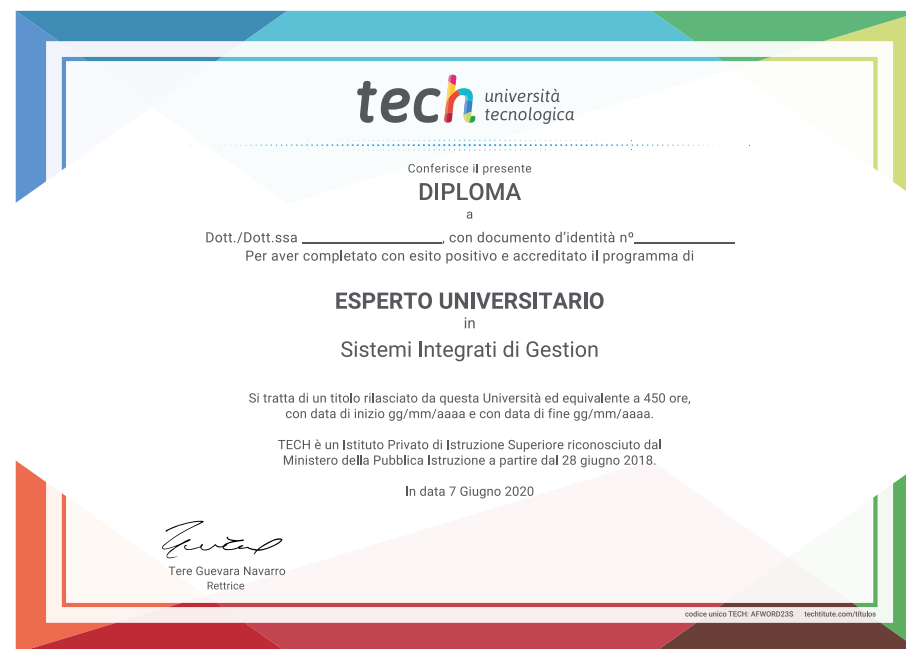 tech università
tecnologica
Conferisce il presente
DIPLOMA
a
Dott./Dott.ssa ____________________, con documento d'identità nº______________
Per aver completato con esito positivo e accreditato il programma di
ESPERTO UNIVERSITARIO
in
Sistemi Integrati di Gestion
Si tratta di un titolo rilasciato da questa Università ed equivalente a 450 ore,
con data di inizio gg/mm/aaaa e con data di fine gg/mm/aaaa.
TECH è un Istituto Privato di Istruzione Superiore riconosciuto dal
Ministero della Pubblica Istruzione a partire dal 28 giugno 2018.
In data 7 Giugno 2020
Tere Guevara Navarro
Rettrice
codice unico TECH: AFWORD23S techtitute.com/titulos